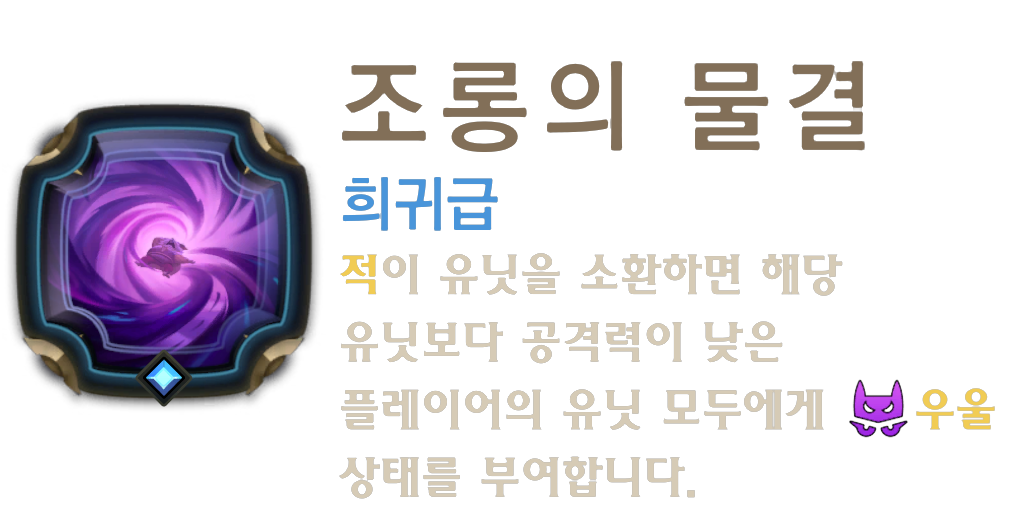 조롱의 물결
희귀급
적이 유닛을 소환하면 해당
유닛보다 공격력이 낮은
플레이어의 유닛 모두에게 우울
상태를 부여합니다.